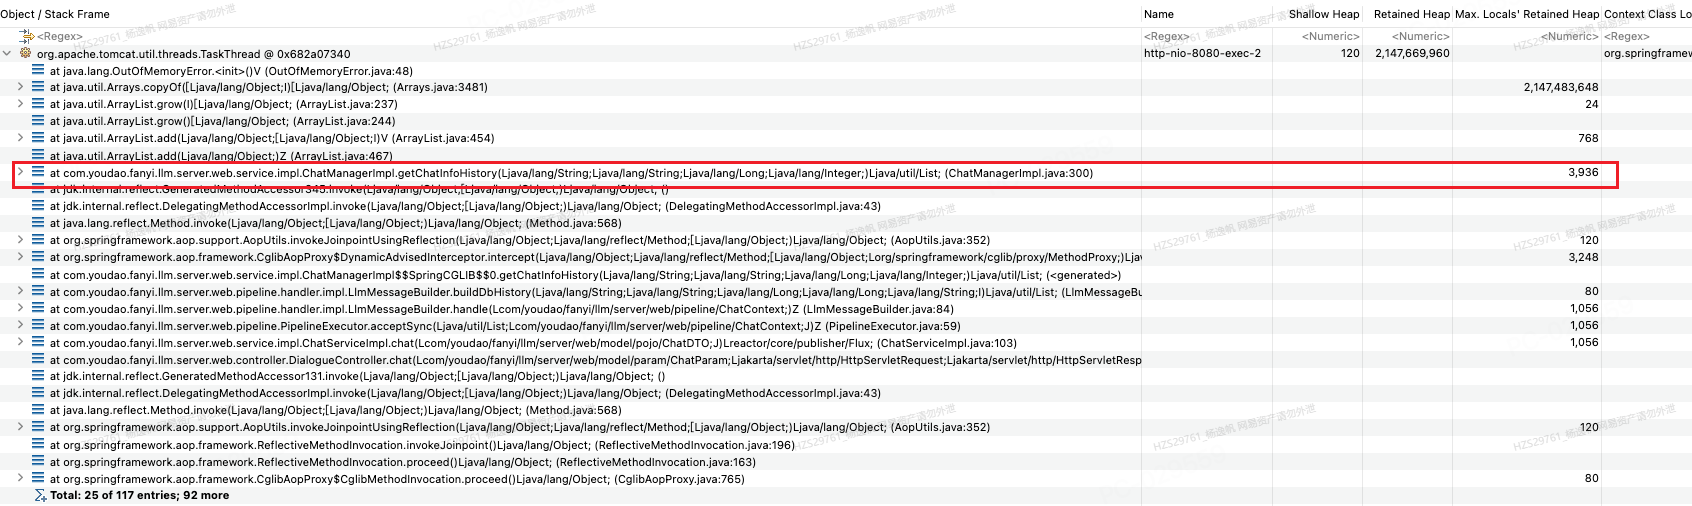 Object / Stack Frame Name Shallow Heap Retained Heap Max. Locals' Retained Heap Context Class Lo
<Regex> <Regex> <Numeric> <Numeric> <Numeric> <Regex>
org.apache.tomcat.util.threads.TaskThread @ 0x682a07340 http-nio-8080-exec-2 120 2,147,669,960 org.springframew
at java.lang.OutOfMemoryError.<init>()V (OutOfMemoryError.java:48)
at java.util.Arrays.copyOf([Ljava/lang/Object;I)[Ljava/lang/Object; (Arrays.java:3481) 2,147,483,648
at java.util.ArrayList.grow(I)[Ljava/lang/Object; (ArrayList.java:237) 24
at java.util.ArrayList.grow()[Ljava/lang/Object; (ArrayList.java:244)
at java.util.ArrayList.add(Ljava/lang/Object;[Ljava/lang/Object;I)V (ArrayList.java:454) 768
at java.util.ArrayList.add(Ljava/lang/Object;)Z (ArrayList.java:467)
at com.youdao.fanyi.llm.server.web.service.impl.ChatManagerImpl.getChatInfoHistory(Ljava/lang/String;Ljava/lang/String;Ljava/lang/Long;Ljava/lang/Integer;)Ljava/util/List; (ChatManagerImpl.java:300) 3,936
at jdk.internal.reflect.GeneratedMethodAccessor345.invoke(Ljava/lang/Object;[Ljava/lang/Object;)Ljava/lang/Object; ()
at jdk.internal.reflect.DelegatingMethodAccessorImpl.invoke(Ljava/lang/Object;[Ljava/lang/Object;)Ljava/lang/Object; (DelegatingMethodAccessorImpl.java:43)
at java.lang.reflect.Method.invoke(Ljava/lang/Object;[Ljava/lang/Object;)Ljava/lang/Object; (Method.java:568)
at org.springframework.aop.support.AopUtils.invokeJoinpointUsingReflection(Ljava/lang/Object;Ljava/lang/reflect/Method;[Ljava/lang/Object;)Ljava/lang/Object; (AopUtils.java:352) 120
at org.springframework.aop.framework.CglibAopProxy$DynamicAdvisedInterceptor.intercept(Ljava/lang/Object;Ljava/lang/reflect/Method;[Ljava/lang/Object;Lorg/springframework/cglib/proxy/MethodProxy;)Ljav 3,248
at com.youdao.fanyi.llm.server.web.service.impl.ChatManagerImpl$$SpringCGLIB$$0.getChatInfoHistory(Ljava/lang/String;Ljava/lang/String;Ljava/lang/Long;Ljava/lang/Integer;)Ljava/util/List; (<generated>)
at com.youdao.fanyi.llm.server.web.pipeline.handler.impl.LlmMessageBuilder.buildDbHistory(Ljava/lang/String;Ljava/lang/String;Ljava/lang/Long;Ljava/lang/Long;Ljava/lang/String;I)Ljava/util/List; (LlmMessageBu 80
at com.youdao.fanyi.llm.server.web.pipeline.handler.impl.LlmMessageBuilder.handle(Lcom/youdao/fanyi/llm/server/web/pipeline/ChatContext;)Z (LlmMessageBuilder.java:84) 1,056
at com.youdao.fanyi.llm.server.web.pipeline.PipelineExecutor.acceptSync(Ljava/util/List;Lcom/youdao/fanyi/llm/server/web/pipeline/ChatContext;J)Z (PipelineExecutor.java:59) 1,056
at com.youdao.fanyi.llm.server.web.service.impl.ChatServiceImpl.chat(Lcom/youdao/fanyi/llm/server/web/model/pojo/ChatDTO;J)Lreactor/core/publisher/Flux; (ChatServiceImpl.java:103) 1,056
at com.youdao.fanyi.llm.server.web.controller.DialogueController.chat(Lcom/youdao/fanyi/llm/server/web/model/param/ChatParam;Ljakarta/servlet/http/HttpServletRequest;Ljakarta/servlet/http/HttpServletResp
at jdk.internal.reflect.GeneratedMethodAccessor131.invoke(Ljava/lang/Object;[Ljava/lang/Object;)Ljava/lang/Object; ()
at jdk.internal.reflect.DelegatingMethodAccessorImpl.invoke(Ljava/lang/Object;[Ljava/lang/Object;)Ljava/lang/Object; (DelegatingMethodAccessorImpl.java:43)
at java.lang.reflect.Method.invoke(Ljava/lang/Object;[Ljava/lang/Object;)Ljava/lang/Object; (Method.java:568)
at org.springframework.aop.support.AopUtils.invokeJoinpointUsingReflection(Ljava/lang/Object;Ljava/lang/reflect/Method;[Ljava/lang/Object;)Ljava/lang/Object; (AopUtils.java:352) 120
at org.springframework.aop.framework.ReflectiveMethodInvocation.invokeJoinpoint()Ljava/lang/Object; (ReflectiveMethodInvocation.java:196)
at org.springframework.aop.framework.ReflectiveMethodInvocation.proceed()Ljava/lang/Object; (ReflectiveMethodInvocation.java:163)
at org.springframework.aop.framework.CglibAopProxy$CglibMethodInvocation.proceed()Ljava/lang/Object; (CglibAopProxy.java:765) 80
Total: 25 of 117 entries; 92 more